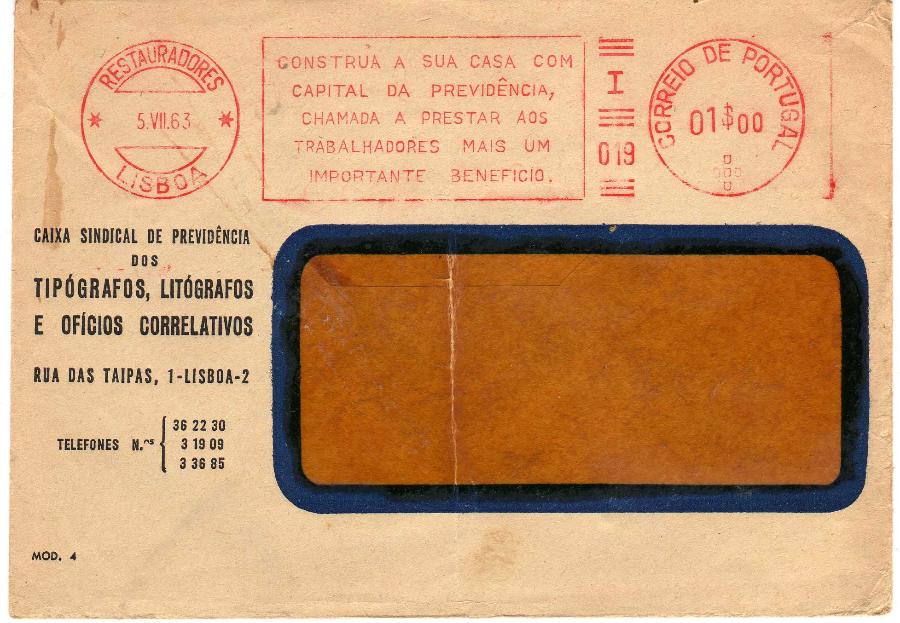 RESTAURADORES
* 5.VII.63 *
LISBOA
CONSTRUA A SUA CASA COM
CAPITAL DA PREVIDÊNCIA,
CHAMADA A PRESTAR AOS
TRABALHADORES MAIS UM
IMPORTANTE BENEFICIO.
I
019
CORREIO DE PORTUGAL
01$00
CAIXA SINDICAL DE PREVIDÊNCIA
DOS
TIPÓGRAFOS, LITÓGRAFOS
E OFÍCIOS CORRELATIVOS
RUA DAS TAIPAS, 1-LISBOA-2
TELEFONES N.ºs
36 22 30
3 19 09
3 36 85
MOD. 4